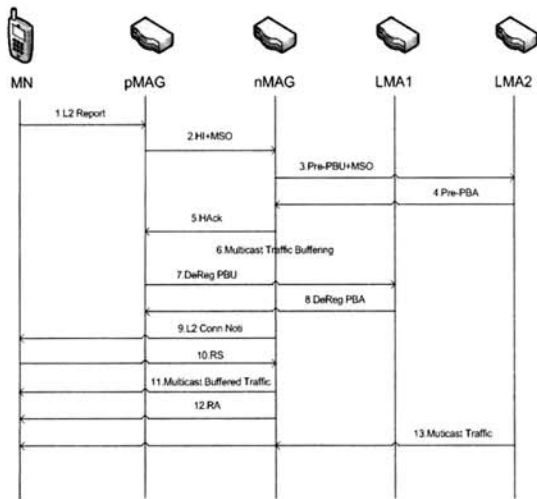 MN pMAG nMAG LMA1 LMA2
1.L2 Report
2.HI+MSO
3.Pre-PBU+MSO
4.Pre-PBA
5.HAck
6.Multicast Traffic Buffering
7.DeReg PBU
8.DeReg PBA
9.L2 Conn Noti
10.RS
11.Multicast Buffered Traffic
12.RA
13.Muticast Traffic